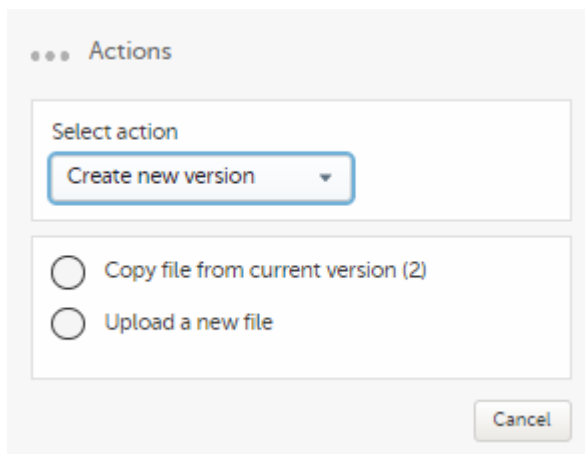 Actions
Select action
Create new version
Copy file from current version (2)
Upload a new file
Cancel